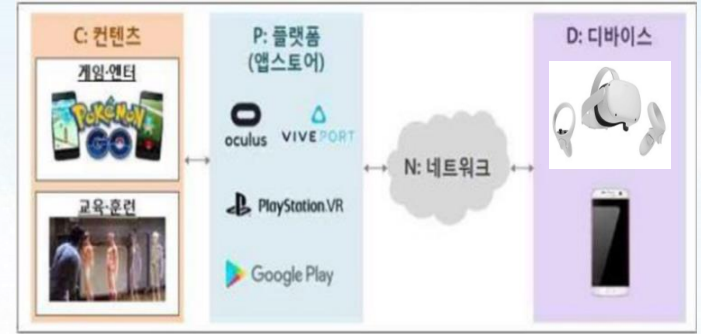 C: 컨텐츠
게임·엔터
POKÉMON
GO
교육·훈련
P: 플랫폼
(앱스토어)
oculus
VIVEPORT
PlayStation.VR
Google Play
N: 네트워크
D: 디바이스